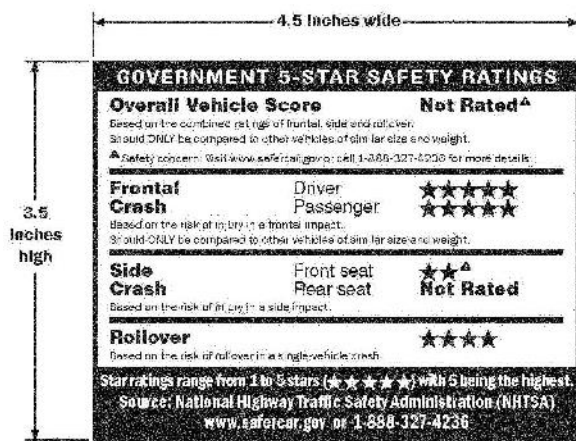 4.5 inches wide
3.5
inches
high
GOVERNMENT 5-STAR SAFETY RATINGS
Overall Vehicle Score Not Rated⚠
Based on the combined ratings of frontal, side and rollover.
Should ONLY be compared to other vehicles of similar size and weight.
⚠ Safety concern: Visit www.safercar.gov or call 1-888-327-4236 for more details.
Frontal Driver ★★★★★
Crash Passenger ★★★★★
Based on the risk of injury in a frontal impact.
Should ONLY be compared to other vehicles of similar size and weight.
Side Front seat ★★⚠
Crash Rear seat Not Rated
Based on the risk of injury in a side impact.
Rollover ★★★★
Based on the risk of rollover in a single-vehicle crash.
Star ratings range from 1 to 5 stars (★★★★★) with 5 being the highest.
Source: National Highway Traffic Safety Administration (NHTSA)
www.safercar.gov or 1-888-327-4236